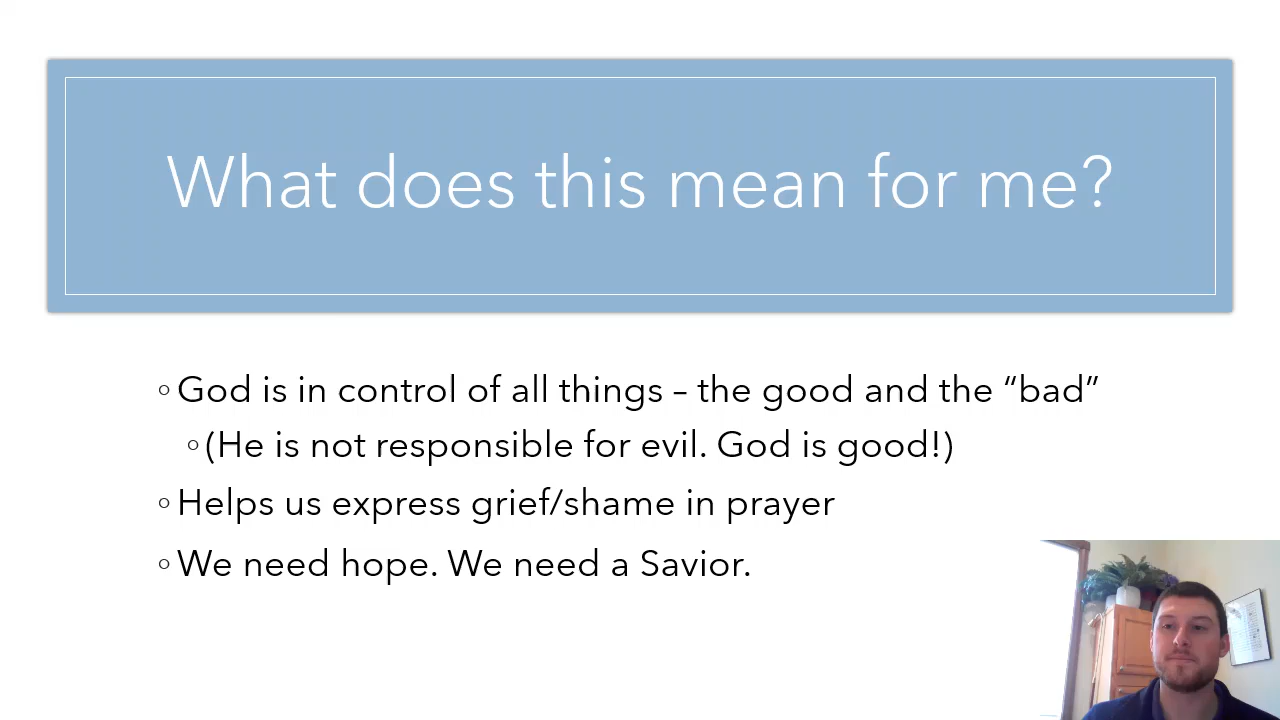 What does this mean for me?
◦ God is in control of all things – the good and the “bad”
◦ (He is not responsible for evil. God is good!)
◦ Helps us express grief/shame in prayer
◦ We need hope. We need a Savior.